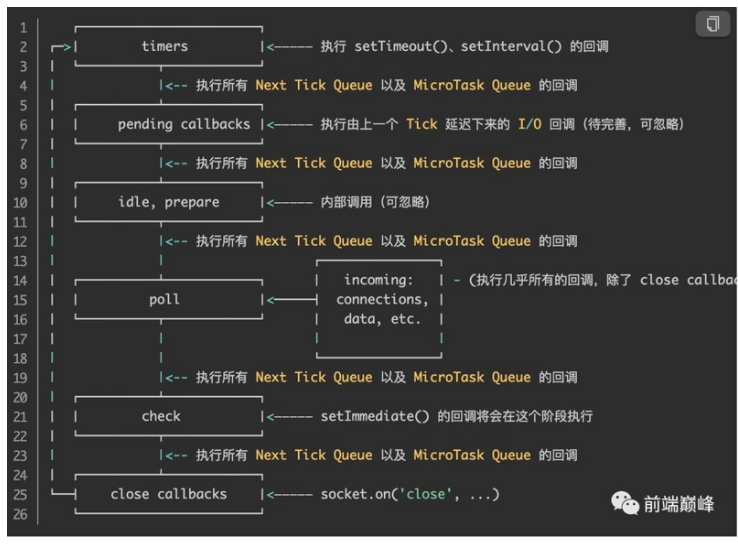 1
2 timers <----- 执行 setTimeout()、setInterval() 的回调
3
4 <-- 执行所有 Next Tick Queue 以及 MicroTask Queue 的回调
5
6 pending callbacks <----- 执行由上一个 Tick 延迟下来的 I/O 回调（待完善，可忽略）
7
8 <-- 执行所有 Next Tick Queue 以及 MicroTask Queue 的回调
9
10 idle, prepare <----- 内部调用（可忽略）
11
12 <-- 执行所有 Next Tick Queue 以及 MicroTask Queue 的回调
13
14 incoming: - (执行几乎所有的回调，除了 close callbac
15 poll <----- connections,
16 data, etc.
17
18
19 <-- 执行所有 Next Tick Queue 以及 MicroTask Queue 的回调
20
21 check <----- setImmediate() 的回调将会在这个阶段执行
22
23 <-- 执行所有 Next Tick Queue 以及 MicroTask Queue 的回调
24
25 close callbacks <----- socket.on('close', ...)
26
前端巅峰